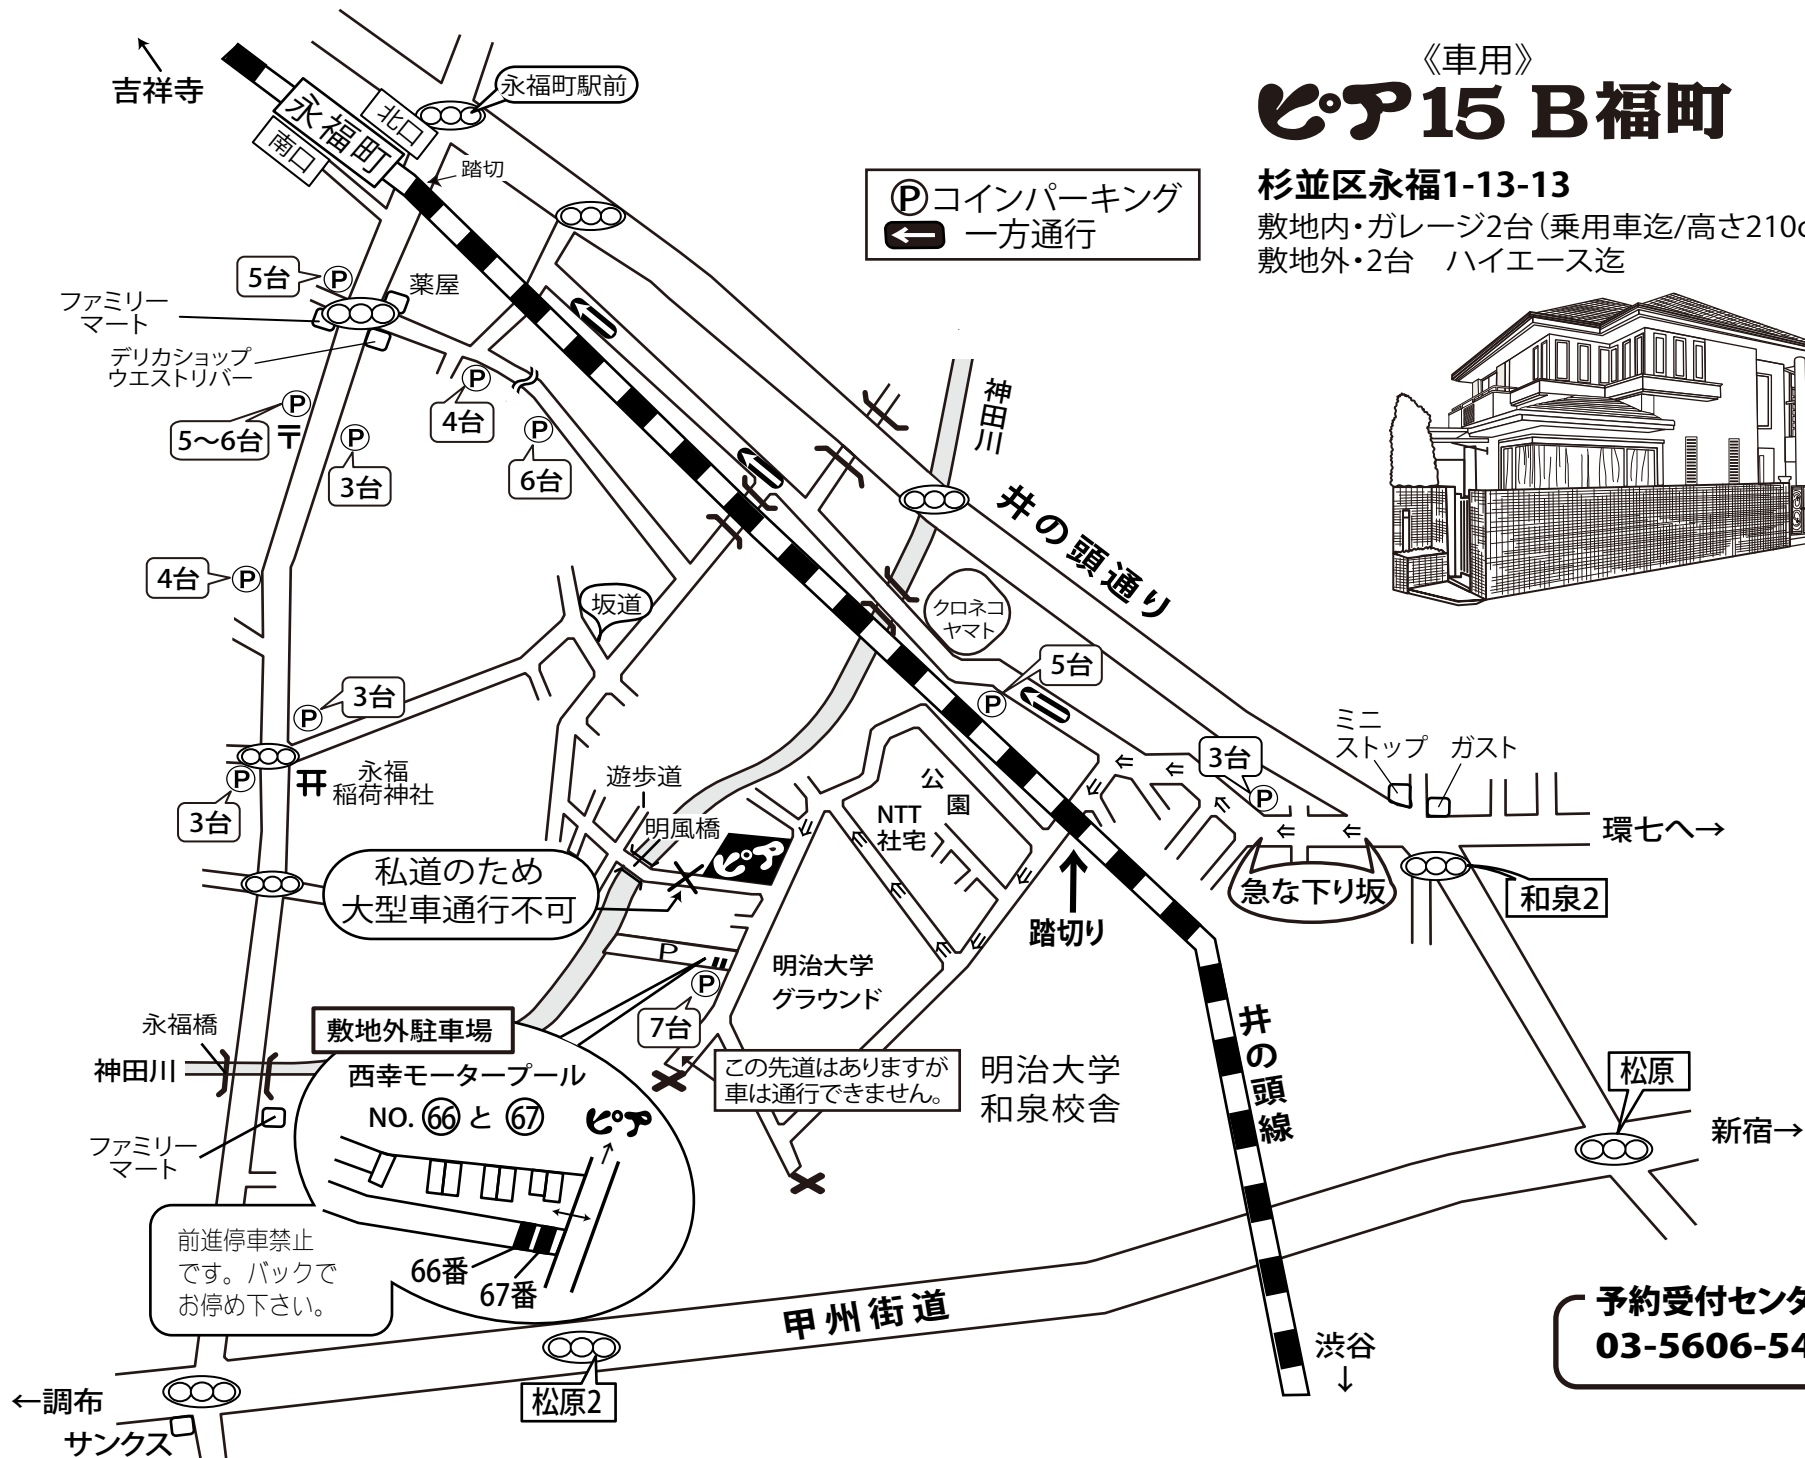 《車用》
ピア15 B福町
杉並区永福1-13-13
敷地内・ガレージ2台（乗用車迄/高さ210c
敷地外・2台　ハイエース迄
Ⓟコインパーキング
← 一方通行
吉祥寺
永福町
北口
南口
永福町駅前
踏切
5台
P
薬屋
ファミリー
マート
デリカショップ
ウエストリバー
P
4台
P
5〜6台
〒
P
3台
P
6台
神田川
井の頭通り
4台
P
坂道
クロネコ
ヤマト
5台
P
3台
P
ミニ
ストップ
ガスト
3台
P
P
3台
永福
稲荷神社
遊歩道
明風橋
ピア
公園
NTT
社宅
環七へ→
急な下り坂
和泉2
私道のため
大型車通行不可
踏切り
P
P
7台
明治大学
グラウンド
永福橋
神田川
敷地外駐車場
西幸モータープール
NO. ㊅㊅66 と 67
ピア
66番
67番
この先道はありますが
車は通行できません。
明治大学
和泉校舎
井の頭線
松原
新宿→
ファミリー
マート
前進停車禁止
です。バックで
お停め下さい。
甲州街道
予約受付センタ
03-5606-54
渋谷
↓
松原2
←調布
サンクス